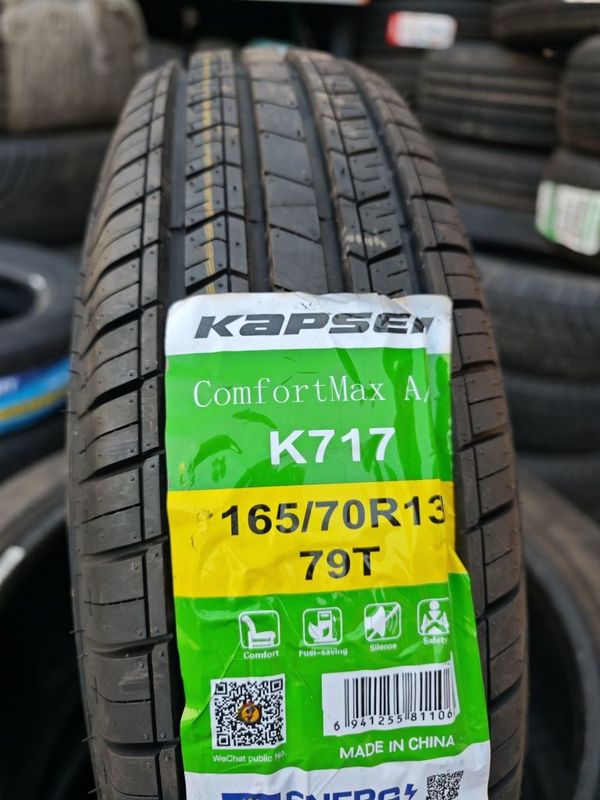 KAPSEN
ComfortMax A/
K717
165/70R13
79T
Comfort Fuel-saving Silence Safety
6 941255 81106
WeChat public No.
MADE IN CHINA
ENERG